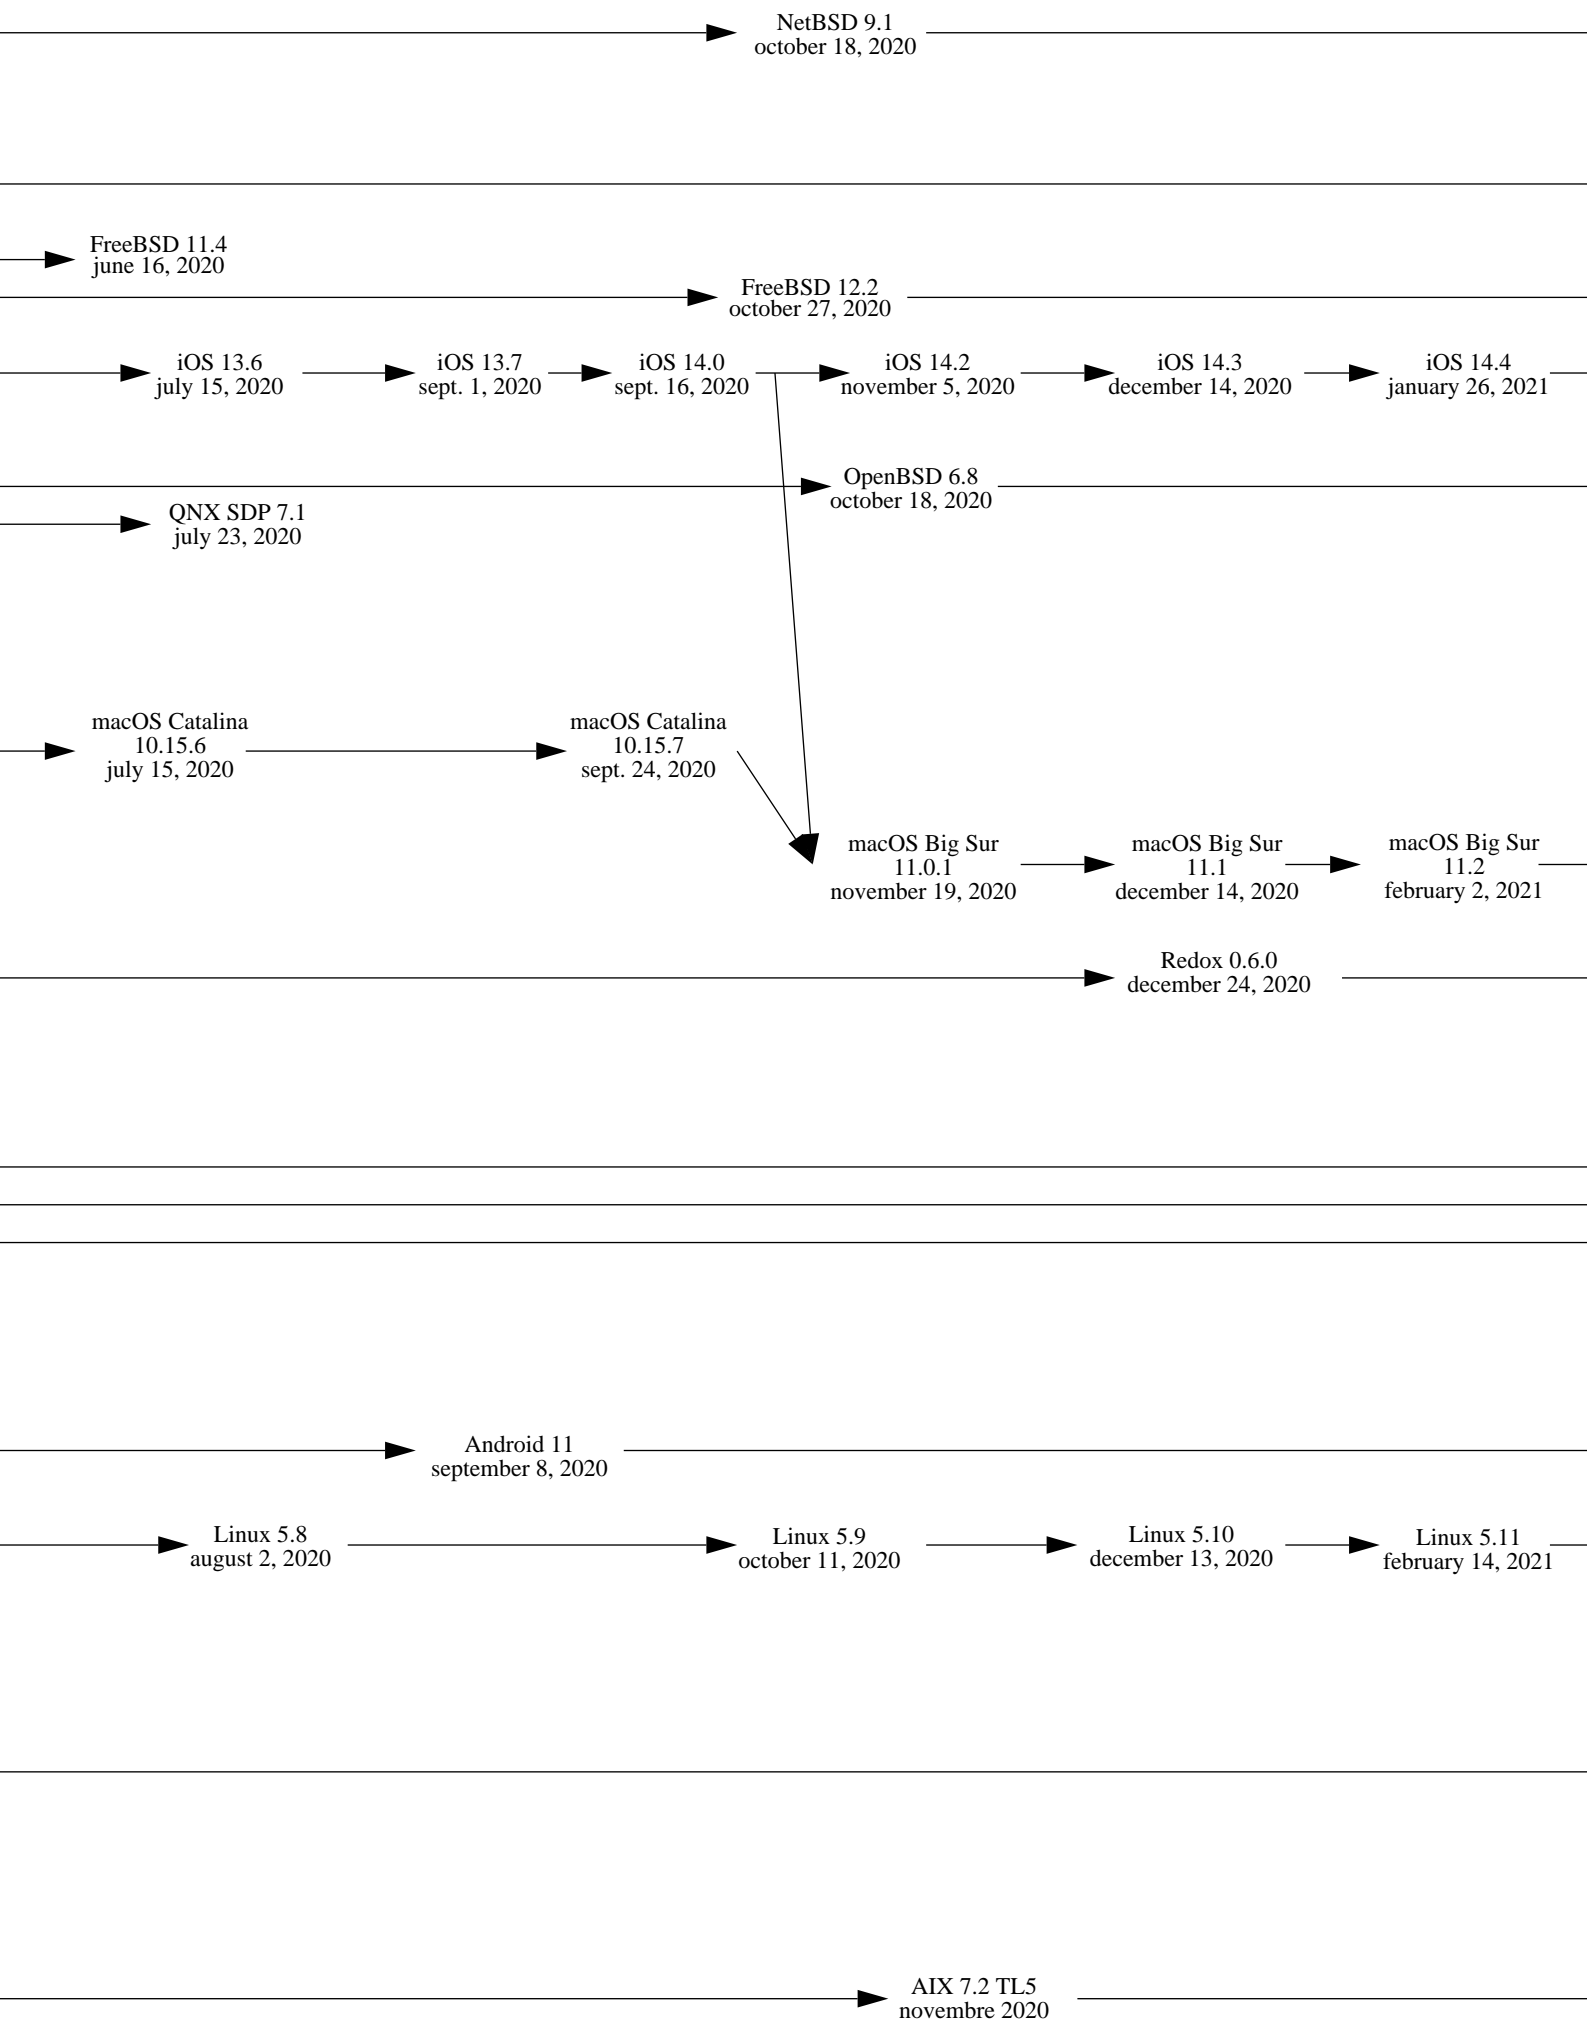 NetBSD 9.1
october 18, 2020
FreeBSD 11.4
june 16, 2020
FreeBSD 12.2
october 27, 2020
iOS 13.6
july 15, 2020
iOS 13.7
sept. 1, 2020
iOS 14.0
sept. 16, 2020
iOS 14.2
november 5, 2020
iOS 14.3
december 14, 2020
iOS 14.4
january 26, 2021
OpenBSD 6.8
october 18, 2020
QNX SDP 7.1
july 23, 2020
macOS Catalina
10.15.6
july 15, 2020
macOS Catalina
10.15.7
sept. 24, 2020
macOS Big Sur
11.0.1
november 19, 2020
macOS Big Sur
11.1
december 14, 2020
macOS Big Sur
11.2
february 2, 2021
Redox 0.6.0
december 24, 2020
Android 11
september 8, 2020
Linux 5.8
august 2, 2020
Linux 5.9
october 11, 2020
Linux 5.10
december 13, 2020
Linux 5.11
february 14, 2021
AIX 7.2 TL5
novembre 2020